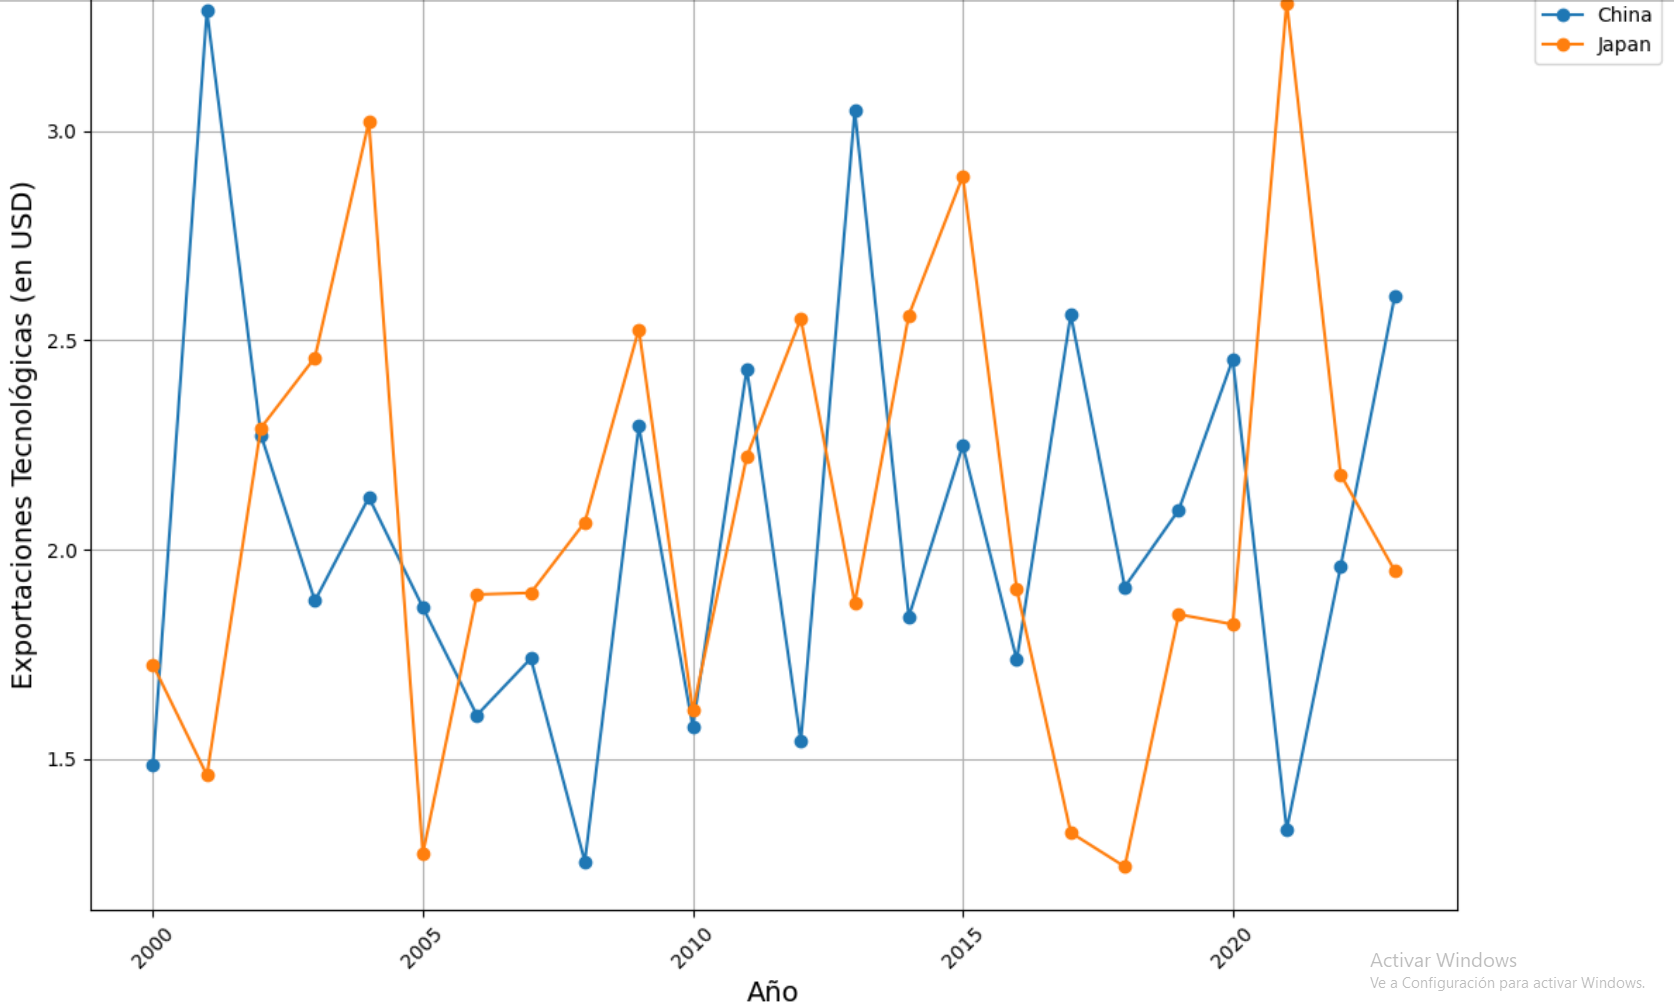 China
Japan
3.0
2.5
2.0
1.5
Exportaciones Tecnológicas (en USD)
2000
2005
2010
2015
2020
Año
Activar Windows
Ve a Configuración para activar Windows.